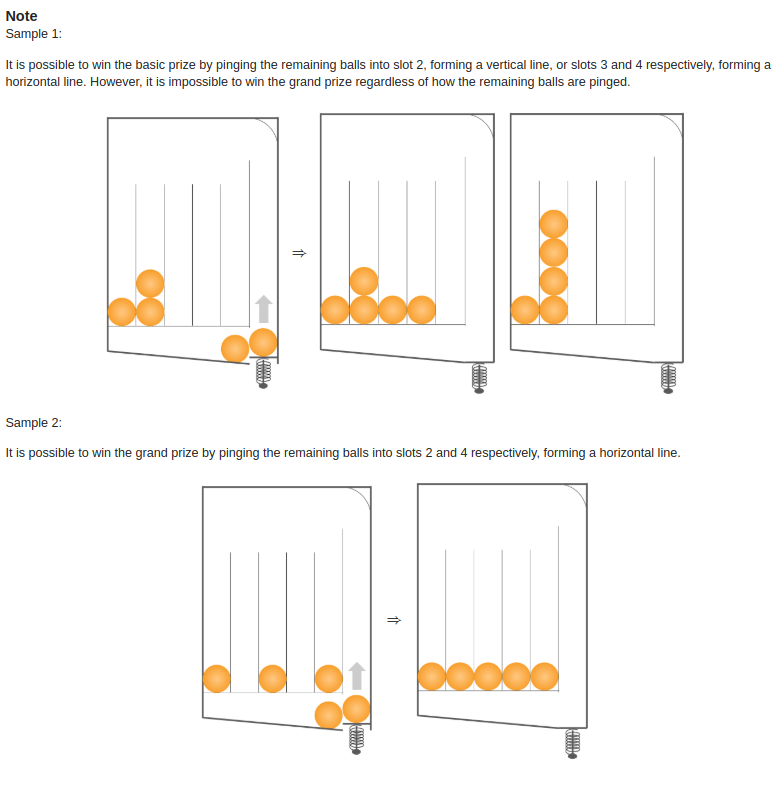 Note
Sample 1:
It is possible to win the basic prize by pinging the remaining balls into slot 2, forming a vertical line, or slots 3 and 4 respectively, forming a
horizontal line. However, it is impossible to win the grand prize regardless of how the remaining balls are pinged.
⇒
Sample 2:
It is possible to win the grand prize by pinging the remaining balls into slots 2 and 4 respectively, forming a horizontal line.
⇒